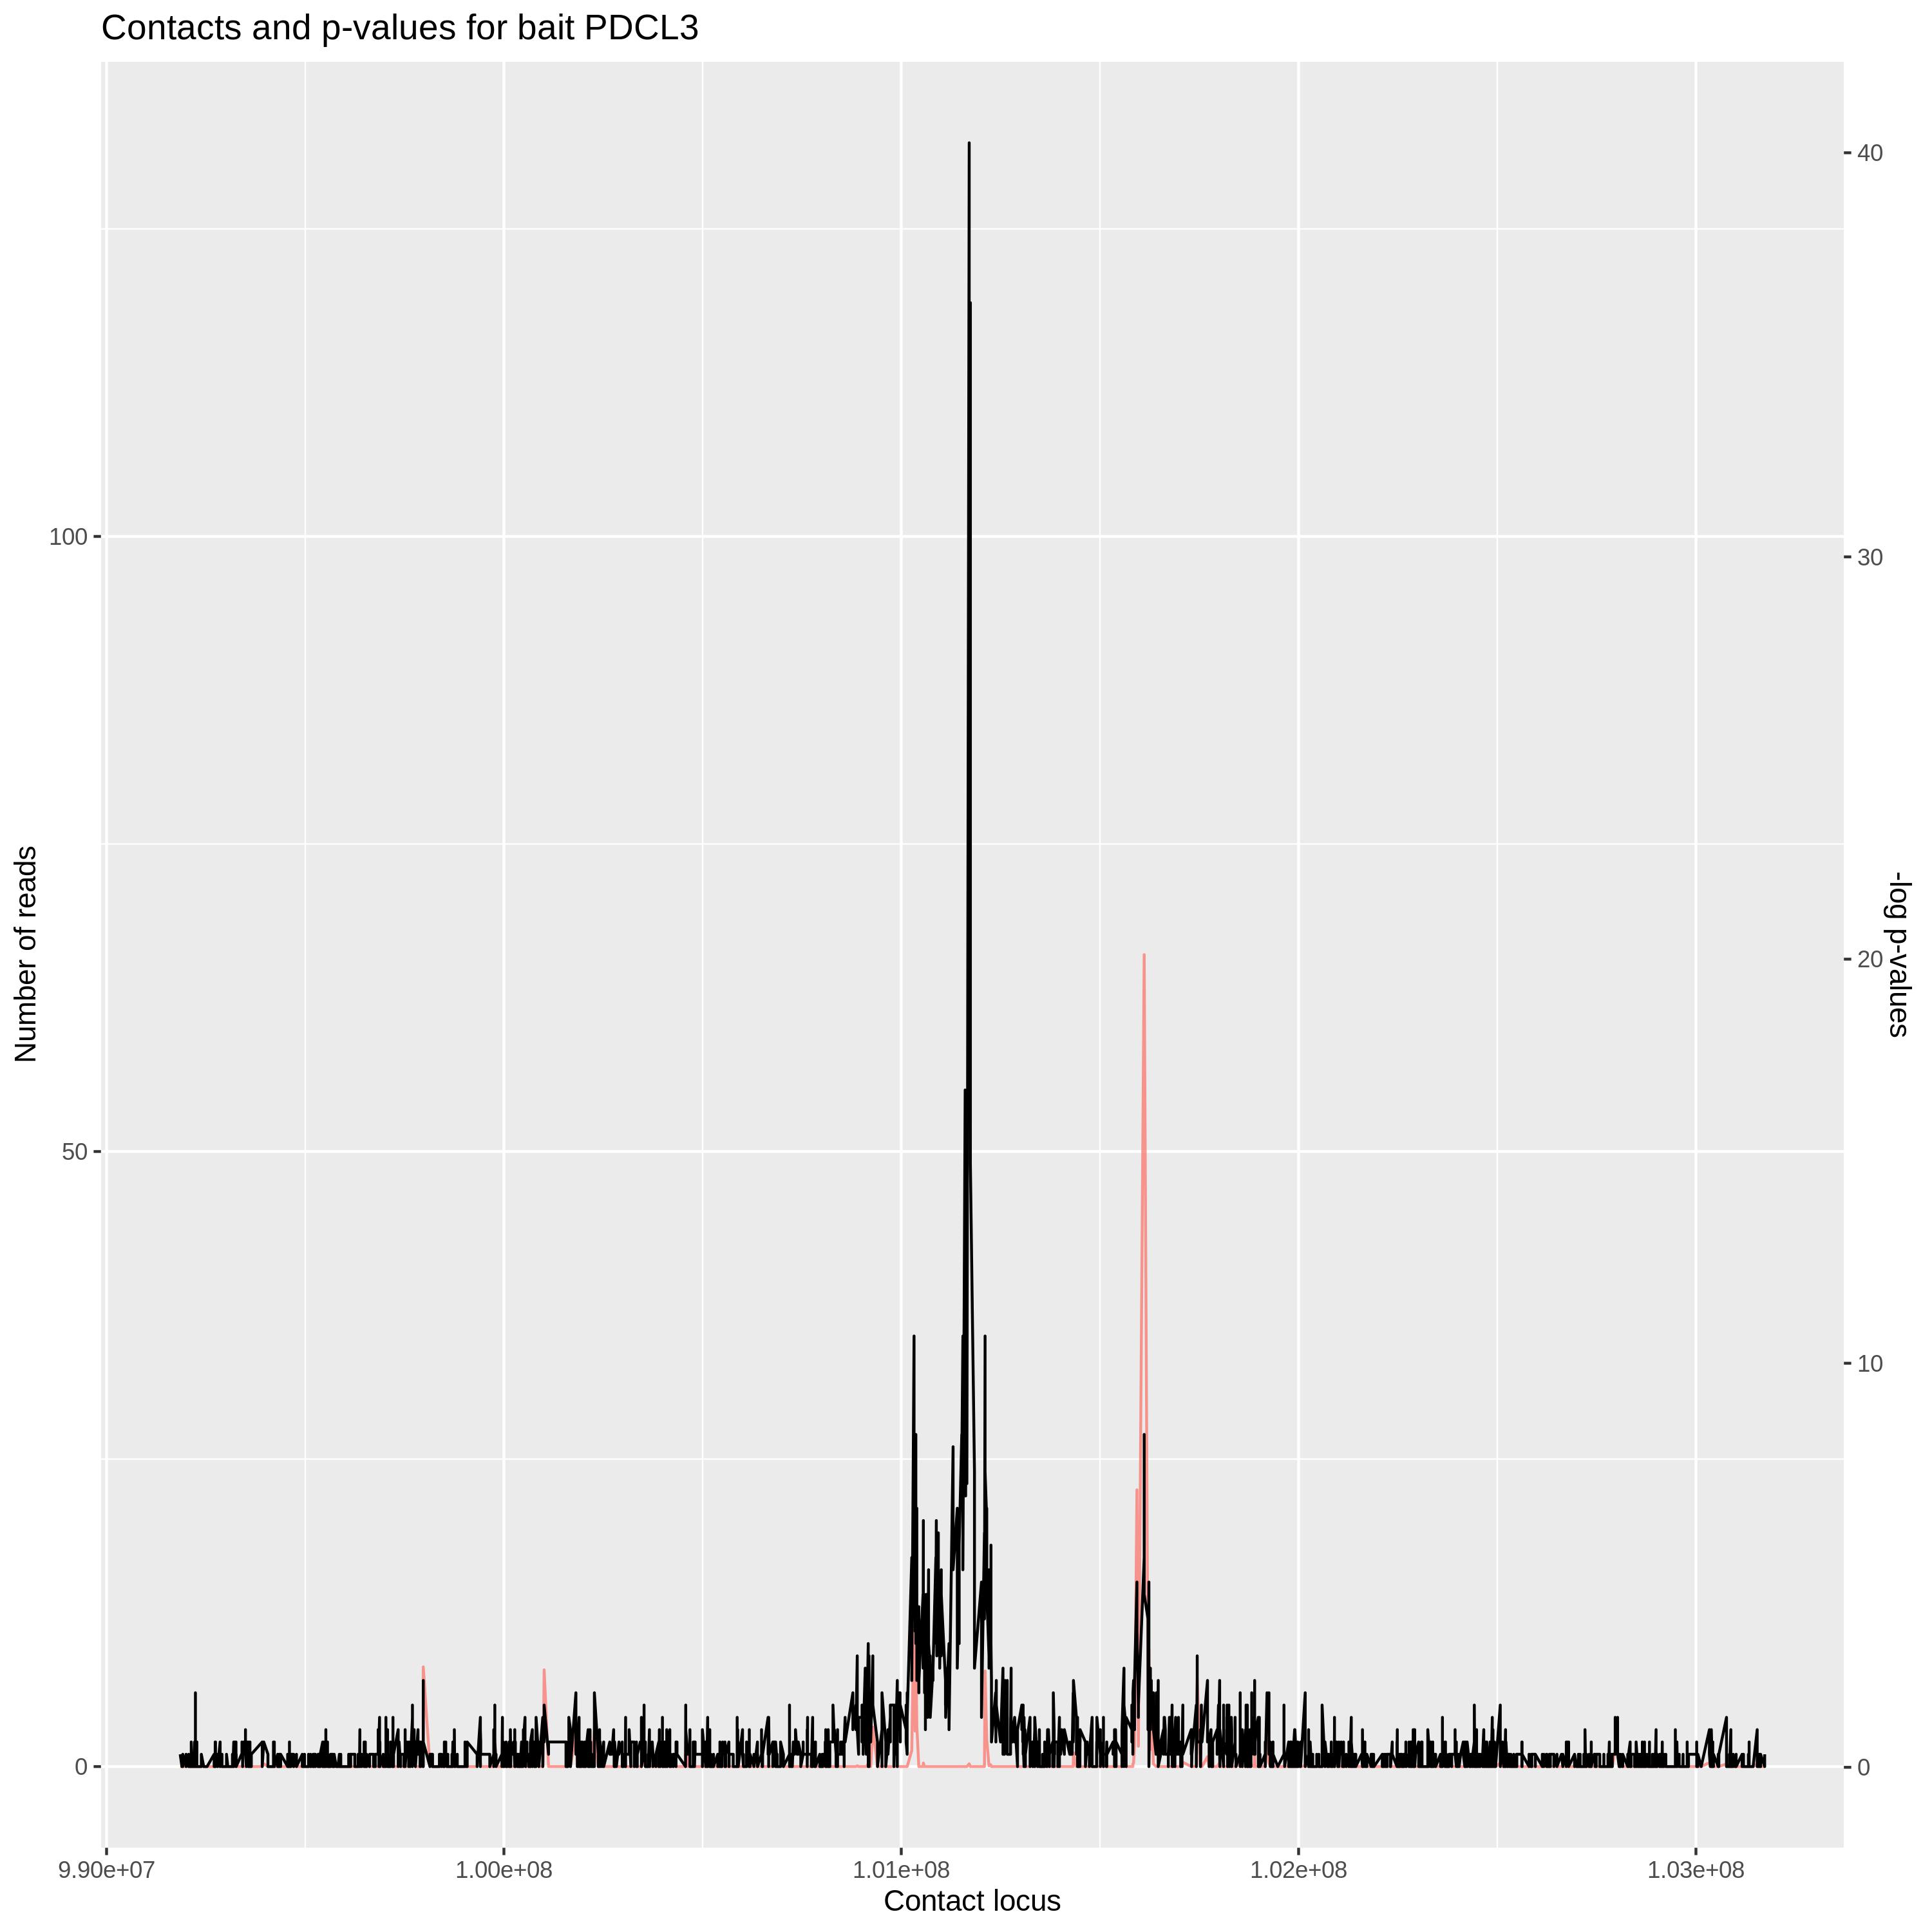 Contacts and p-values for bait PDCL3
Number of reads
100
50
0
40
30
20
10
0
-log p-values
9.90e+07
1.00e+08
1.01e+08
1.02e+08
1.03e+08
Contact locus